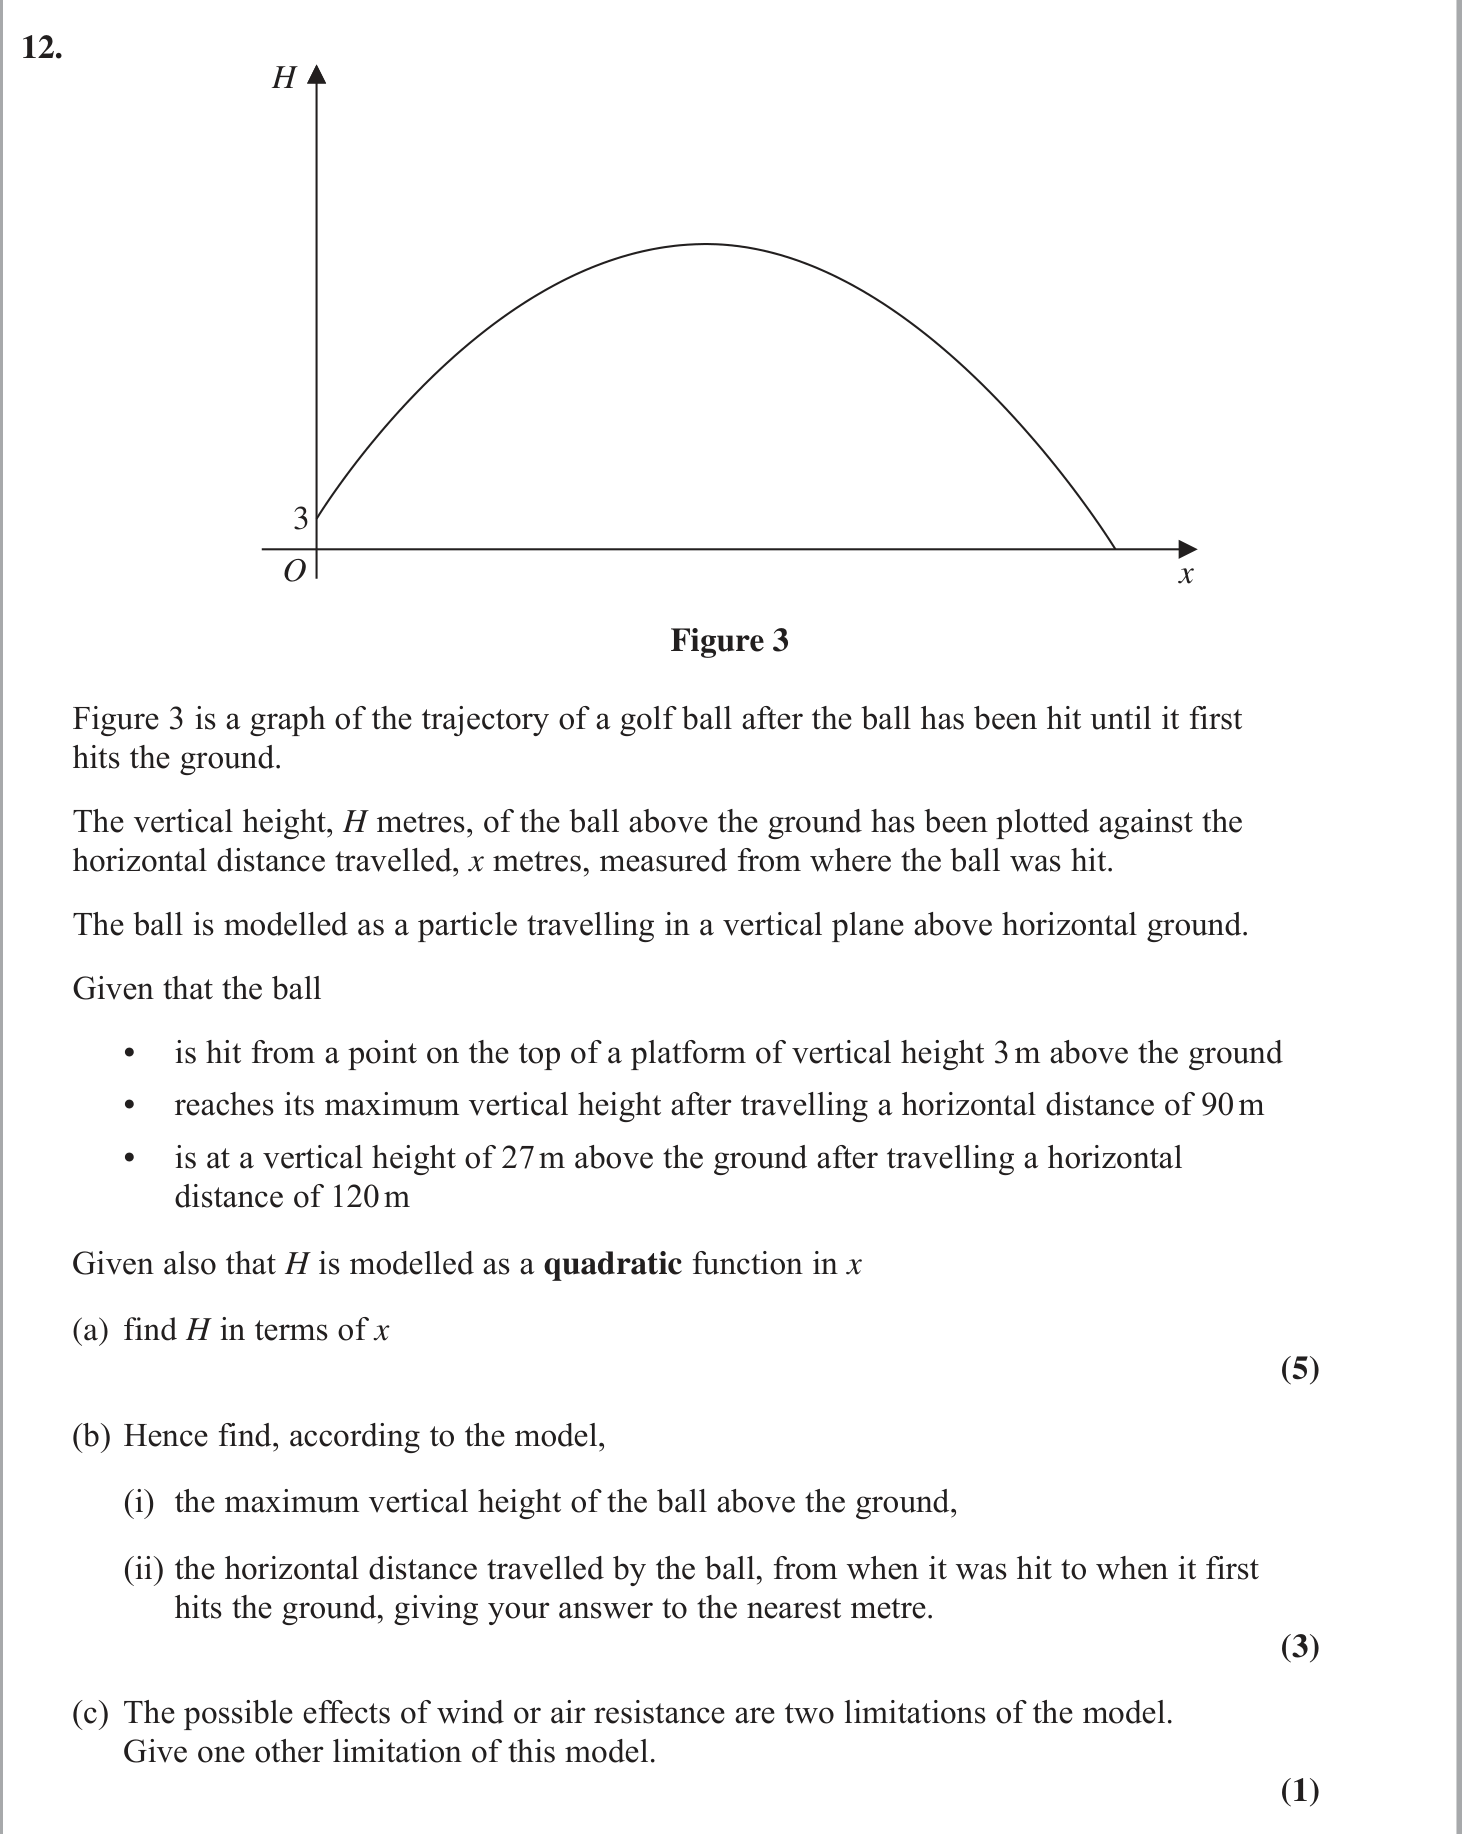 12.
H
3
O
x
Figure 3
Figure 3 is a graph of the trajectory of a golf ball after the ball has been hit until it first
hits the ground.
The vertical height, H metres, of the ball above the ground has been plotted against the
horizontal distance travelled, x metres, measured from where the ball was hit.
The ball is modelled as a particle travelling in a vertical plane above horizontal ground.
Given that the ball
• is hit from a point on the top of a platform of vertical height 3 m above the ground
• reaches its maximum vertical height after travelling a horizontal distance of 90 m
• is at a vertical height of 27 m above the ground after travelling a horizontal
distance of 120 m
Given also that H is modelled as a quadratic function in x
(a) find H in terms of x
(5)
(b) Hence find, according to the model,
(i) the maximum vertical height of the ball above the ground,
(ii) the horizontal distance travelled by the ball, from when it was hit to when it first
hits the ground, giving your answer to the nearest metre.
(3)
(c) The possible effects of wind or air resistance are two limitations of the model.
Give one other limitation of this model.
(1)